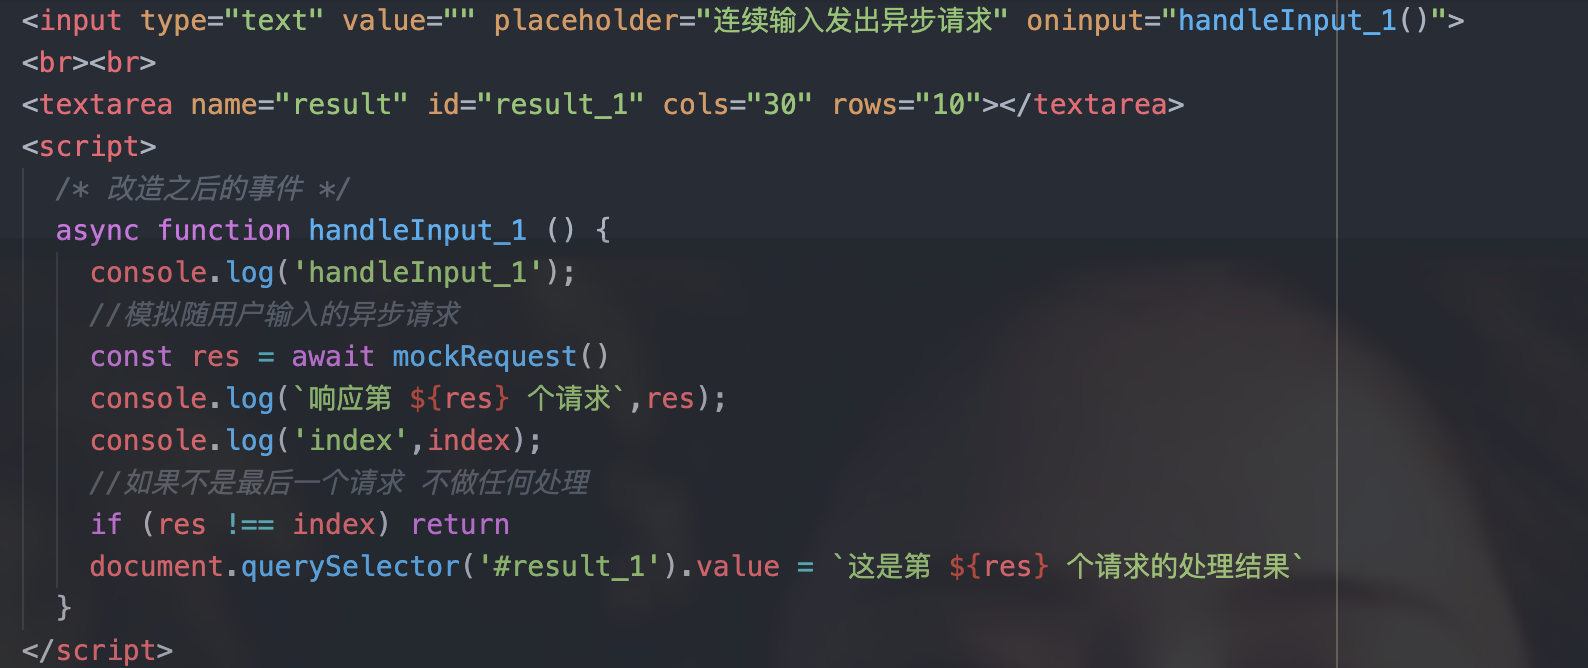 <input type="text" value="" placeholder="连续输入发出异步请求" oninput="handleInput_1()">
<br><br>
<textarea name="result" id="result_1" cols="30" rows="10"></textarea>
<script>
/* 改造之后的事件 */
async function handleInput_1 () {
console.log('handleInput_1');
//模拟随用户输入的异步请求
const res = await mockRequest()
console.log(`响应第 ${res} 个请求`,res);
console.log('index',index);
//如果不是最后一个请求 不做任何处理
if (res !== index) return
document.querySelector('#result_1').value = `这是第 ${res} 个请求的处理结果`
}
</script>